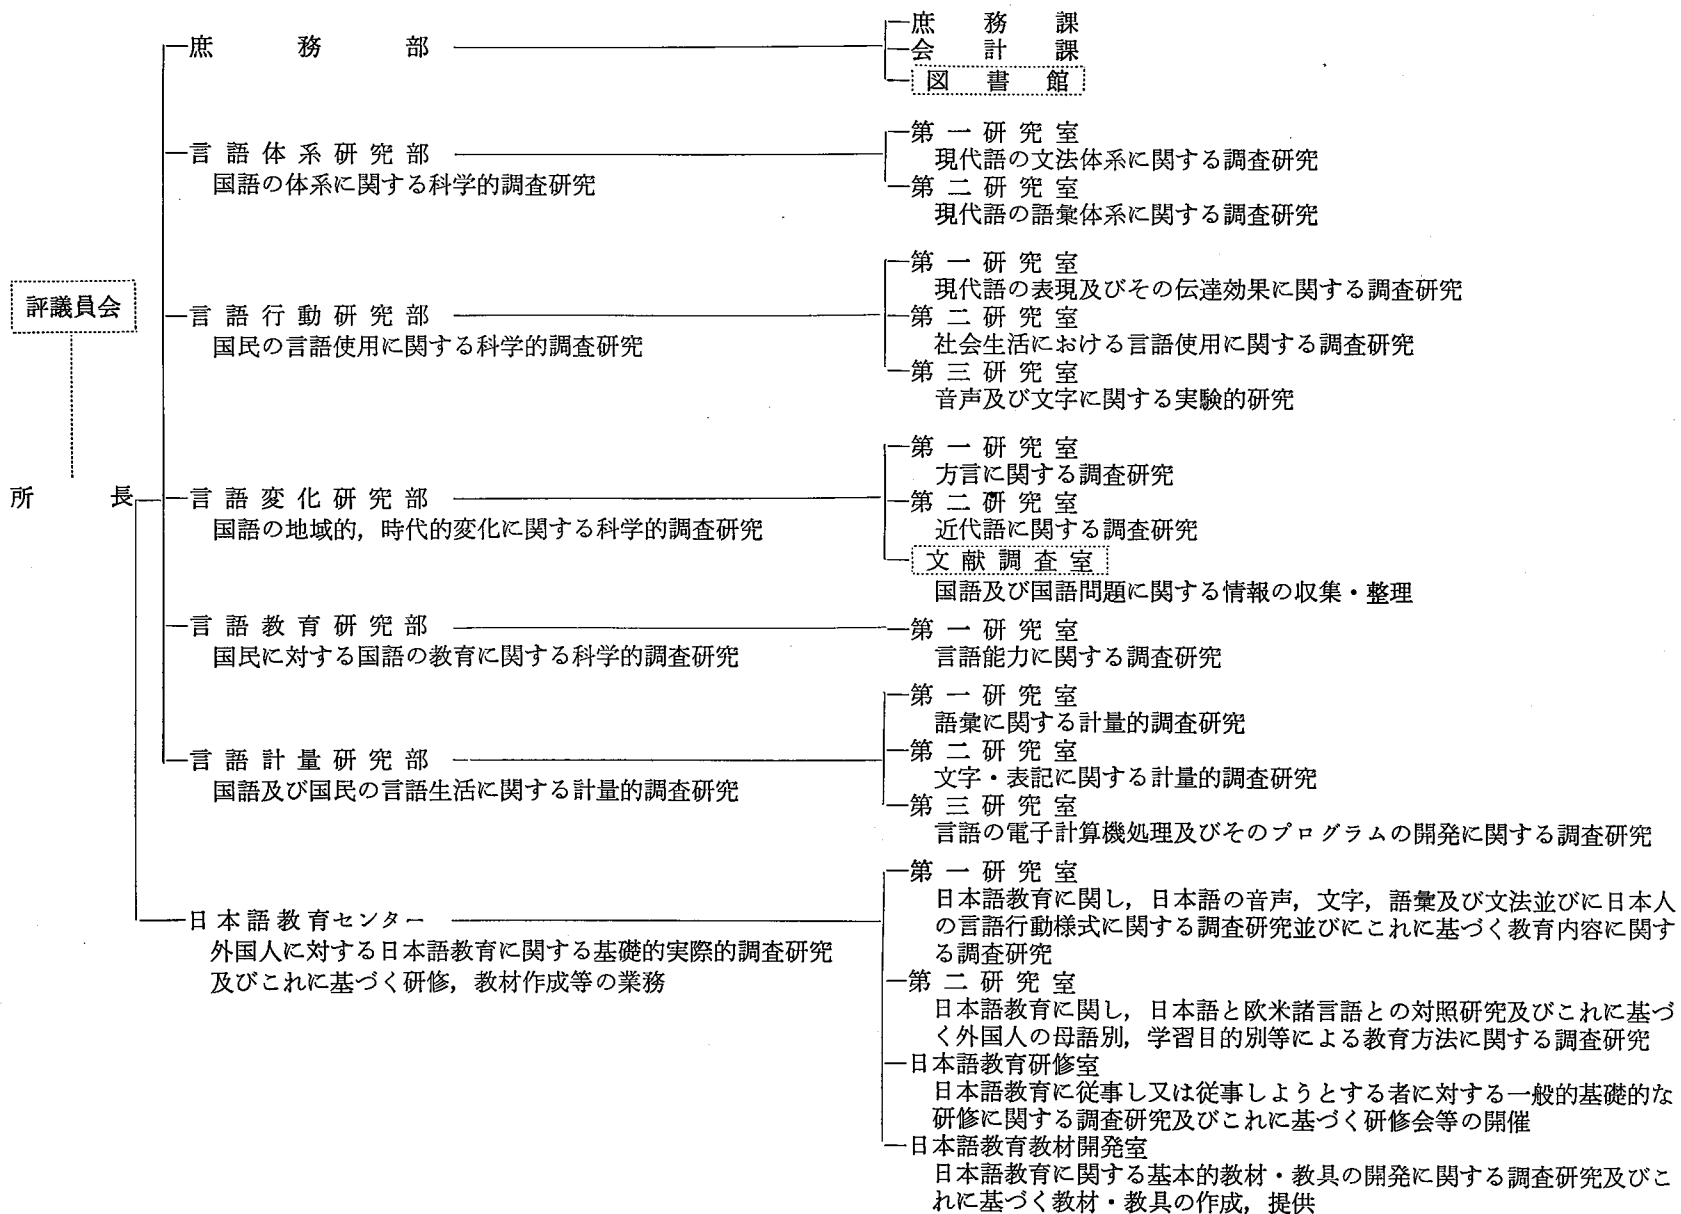 評議員会
所長
庶務部
庶務課
会計課
図書館
言語体系研究部
国語の体系に関する科学的調査研究
第一研究室
現代語の文法体系に関する調査研究
第二研究室
現代語の語彙体系に関する調査研究
言語行動研究部
国民の言語使用に関する科学的調査研究
第一研究室
現代語の表現及びその伝達効果に関する調査研究
第二研究室
社会生活における言語使用に関する調査研究
第三研究室
音声及び文字に関する実験的研究
言語変化研究部
国語の地域的，時代的変化に関する科学的調査研究
第一研究室
方言に関する調査研究
第二研究室
近代語に関する調査研究
文献調査室
国語及び国語問題に関する情報の収集・整理
言語教育研究部
国民に対する国語の教育に関する科学的調査研究
第一研究室
言語能力に関する調査研究
言語計量研究部
国語及び国民の言語生活に関する計量的調査研究
第一研究室
語彙に関する計量的調査研究
第二研究室
文字・表記に関する計量的調査研究
第三研究室
言語の電子計算機処理及びそのプログラムの開発に関する調査研究
日本語教育センター
外国人に対する日本語教育に関する基礎的実際的調査研究
及びこれに基づく研修，教材作成等の業務
第一研究室
日本語教育に関し，日本語の音声，文字，語彙及び文法並びに日本人
の言語行動様式に関する調査研究並びにこれに基づく教育内容に関す
る調査研究
第二研究室
日本語教育に関し，日本語と欧米諸言語との対照研究及びこれに基づ
く外国人の母語別，学習目的別等による教育方法に関する調査研究
日本語教育研修室
日本語教育に従事し又は従事しようとする者に対する一般的基礎的な
研修に関する調査研究及びこれに基づく研修会等の開催
日本語教育教材開発室
日本語教育に関する基本的教材・教具の開発に関する調査研究及びこ
れに基づく教材・教具の作成，提供